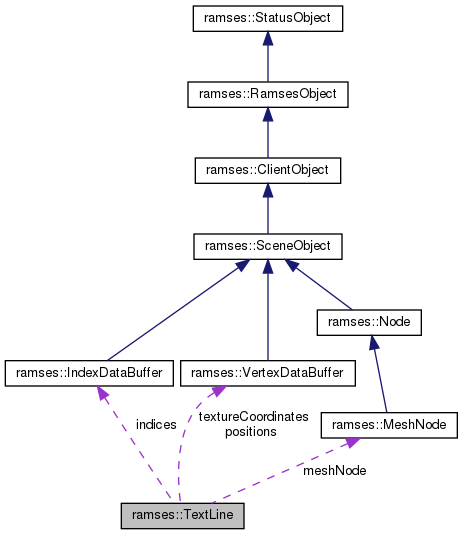 ramses::StatusObject
ramses::RamsesObject
ramses::ClientObject
ramses::SceneObject
ramses::Node
ramses::IndexDataBuffer
ramses::VertexDataBuffer
ramses::MeshNode
indices
textureCoordinates
positions
meshNode
ramses::TextLine